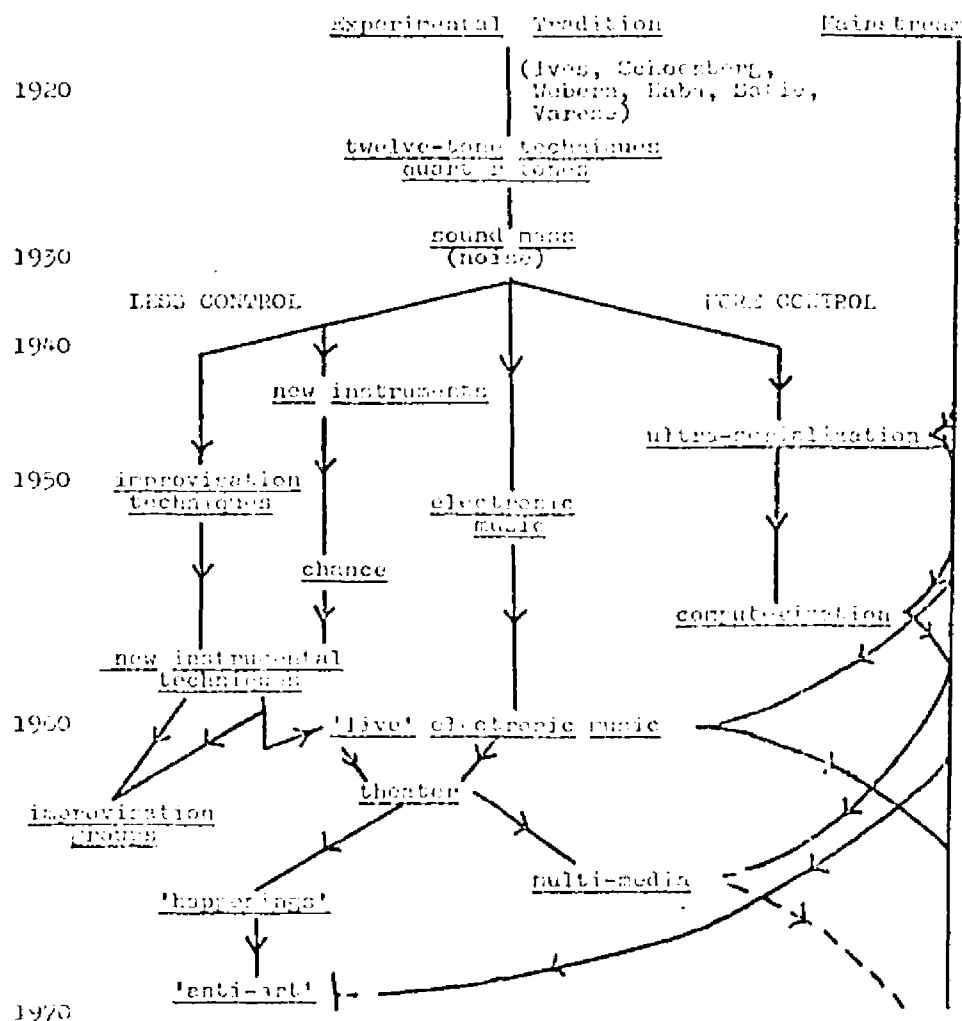 Experimental Tradition
Mainstream
1920
(Ives, Schoenberg,
Webern, Haba, Satie,
Varese)
twelve-tone techniques
quarter tones
sound mass
(noise)
1930
LESS CONTROL
MORE CONTROL
1940
new instruments
ultra-serialization
1950
improvisation
techniques
electronic
music
chance
computerization
new instrumental
techniques
1960
'live' electronic music
theater
improvisation
groups
multi-media
'happenings'
'anti-art'
1970